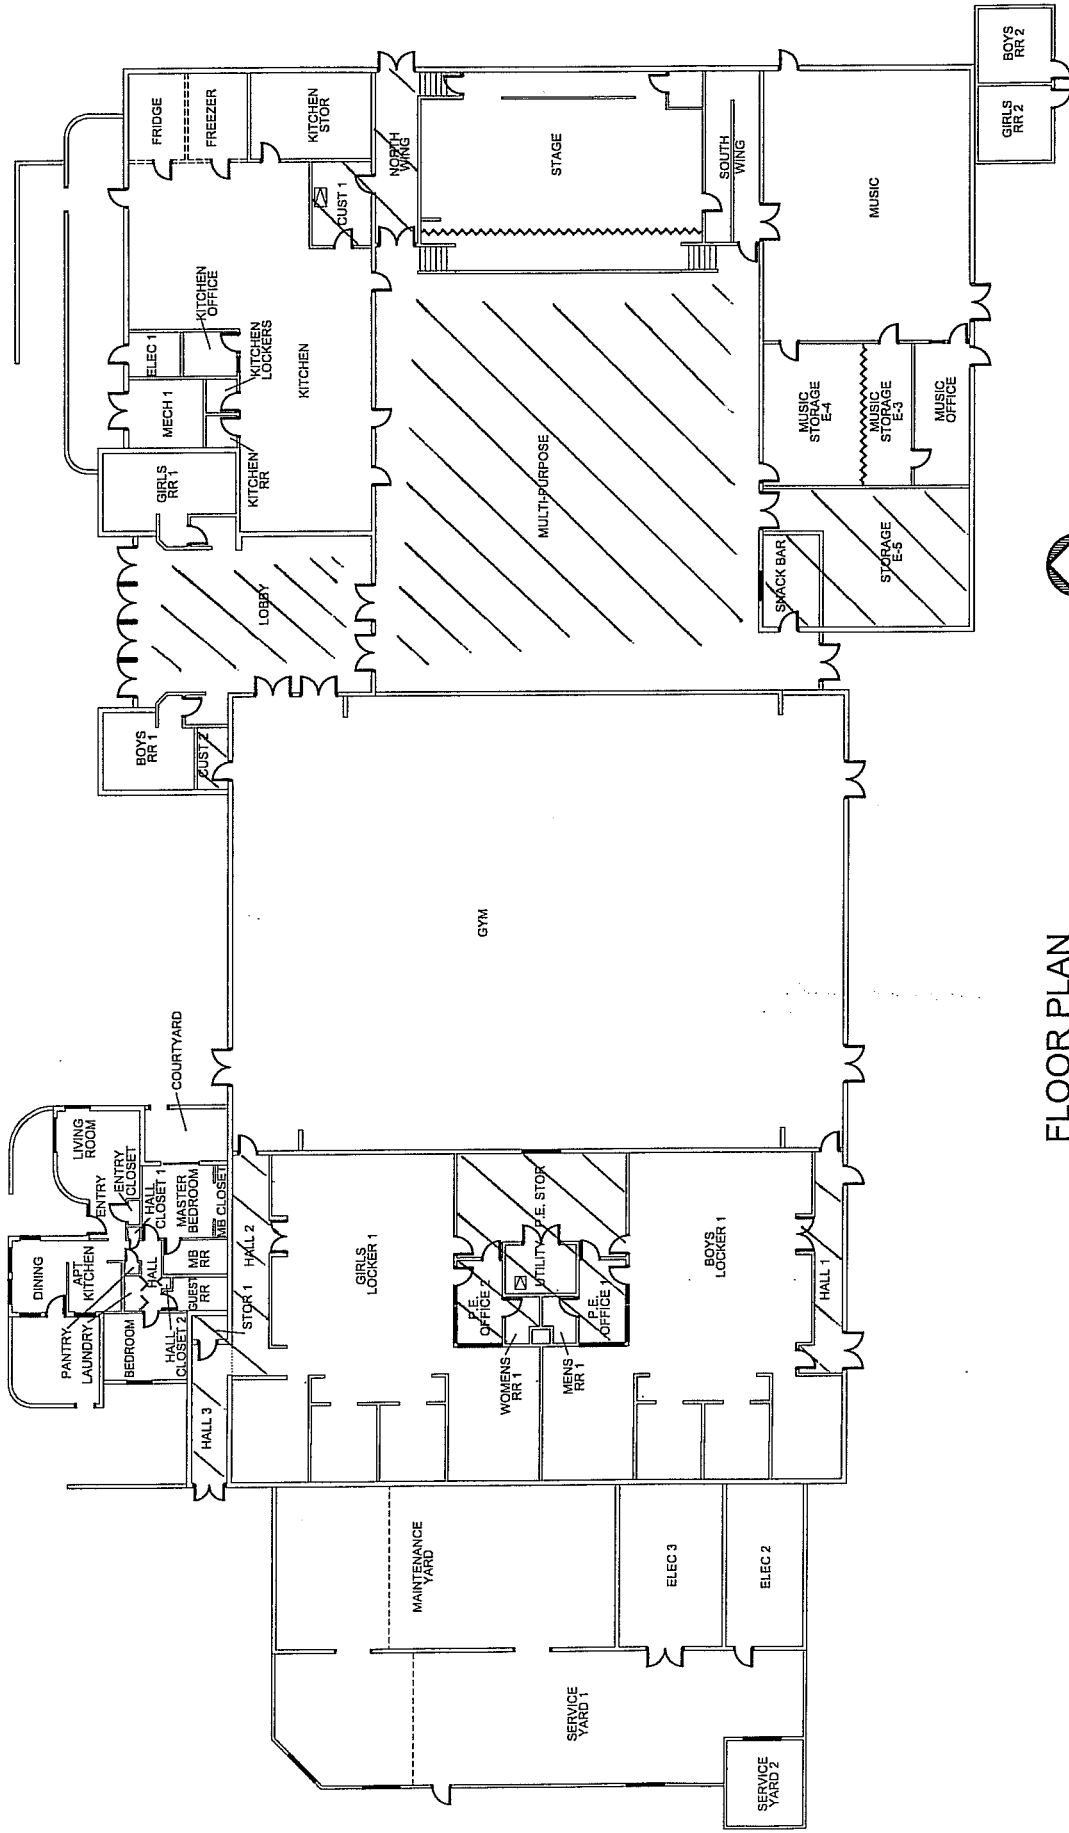 BOYS
RR 2
GIRLS
RR 2
FRIDGE
FREEZER
KITCHEN
STOR
NORTH
WING
STAGE
SOUTH
WING
MUSIC
CUST 1
KITCHEN
OFFICE
KITCHEN
LOCKERS
ELEC 1
MECH 1
KITCHEN
KITCHEN
RR
GIRLS
RR 1
MUSIC
STORAGE
E-4
MUSIC
STORAGE
E-3
MUSIC
OFFICE
MULTI-PURPOSE
LOBBY
SNACK BAR
STORAGE
E-5
BOYS
RR 1
CUST 2
GYM
COURTYARD
LIVING
ROOM
ENTRY
ENTRY
CLOSET
HALL
CLOSET 1
MASTER
BEDROOM
MB CLOSET
DINING
APT
KITCHEN
HALL
MB
RR
GUEST
RR
PANTRY
LAUNDRY
BEDROOM
HALL
CLOSET 2
STOR 1
HALL 2
HALL 3
GIRLS
LOCKER 1
P.E. STOR
UTILITY
P.E.
OFFICE 2
P.E.
OFFICE 1
WOMENS
RR 1
MENS
RR 1
BOYS
LOCKER 1
HALL 1
MAINTENANCE
YARD
ELEC 3
ELEC 2
SERVICE
YARD 1
SERVICE
YARD 2
FLOOR PLAN